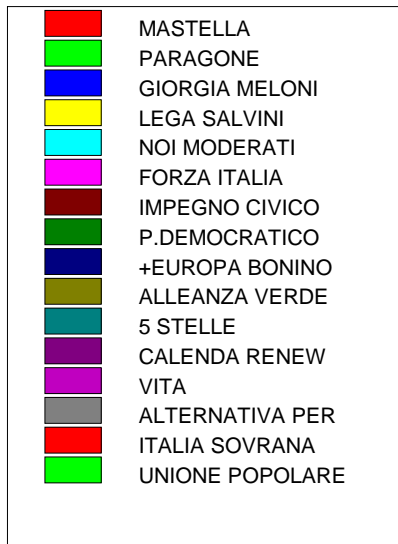 MASTELLA
PARAGONE
GIORGIA MELONI
LEGA SALVINI
NOI MODERATI
FORZA ITALIA
IMPEGNO CIVICO
P.DEMOCRATICO
+EUROPA BONINO
ALLEANZA VERDE
5 STELLE
CALENDA RENEW
VITA
ALTERNATIVA PER
ITALIA SOVRANA
UNIONE POPOLARE